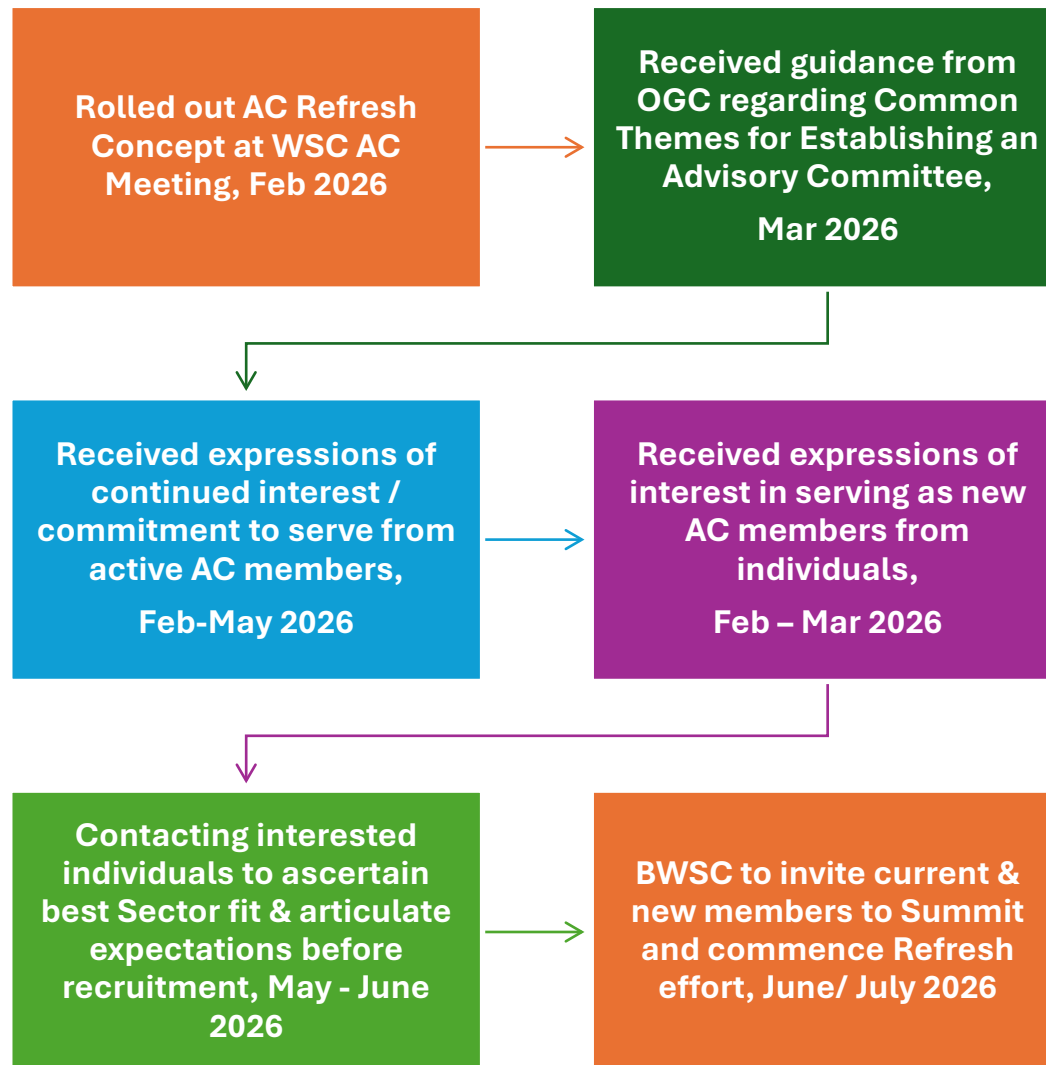 Rolled out AC Refresh
Concept at WSC AC
Meeting, Feb 2026
Received guidance from
OGC regarding Common
Themes for Establishing an
Advisory Committee,
Mar 2026
Received expressions of
continued interest /
commitment to serve from
active AC members,
Feb-May 2026
Received expressions of
interest in serving as new
AC members from
individuals,
Feb – Mar 2026
Contacting interested
individuals to ascertain
best Sector fit & articulate
expectations before
recruitment, May - June
2026
BWSC to invite current &
new members to Summit
and commence Refresh
effort, June/ July 2026